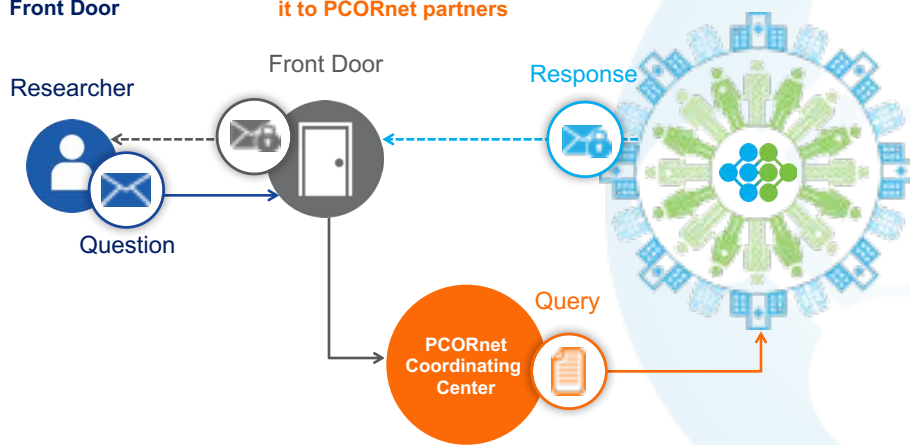 Front Door
it to PCORnet partners
Front Door
Researcher
Response
Question
Query
PCORnet
Coordinating
Center